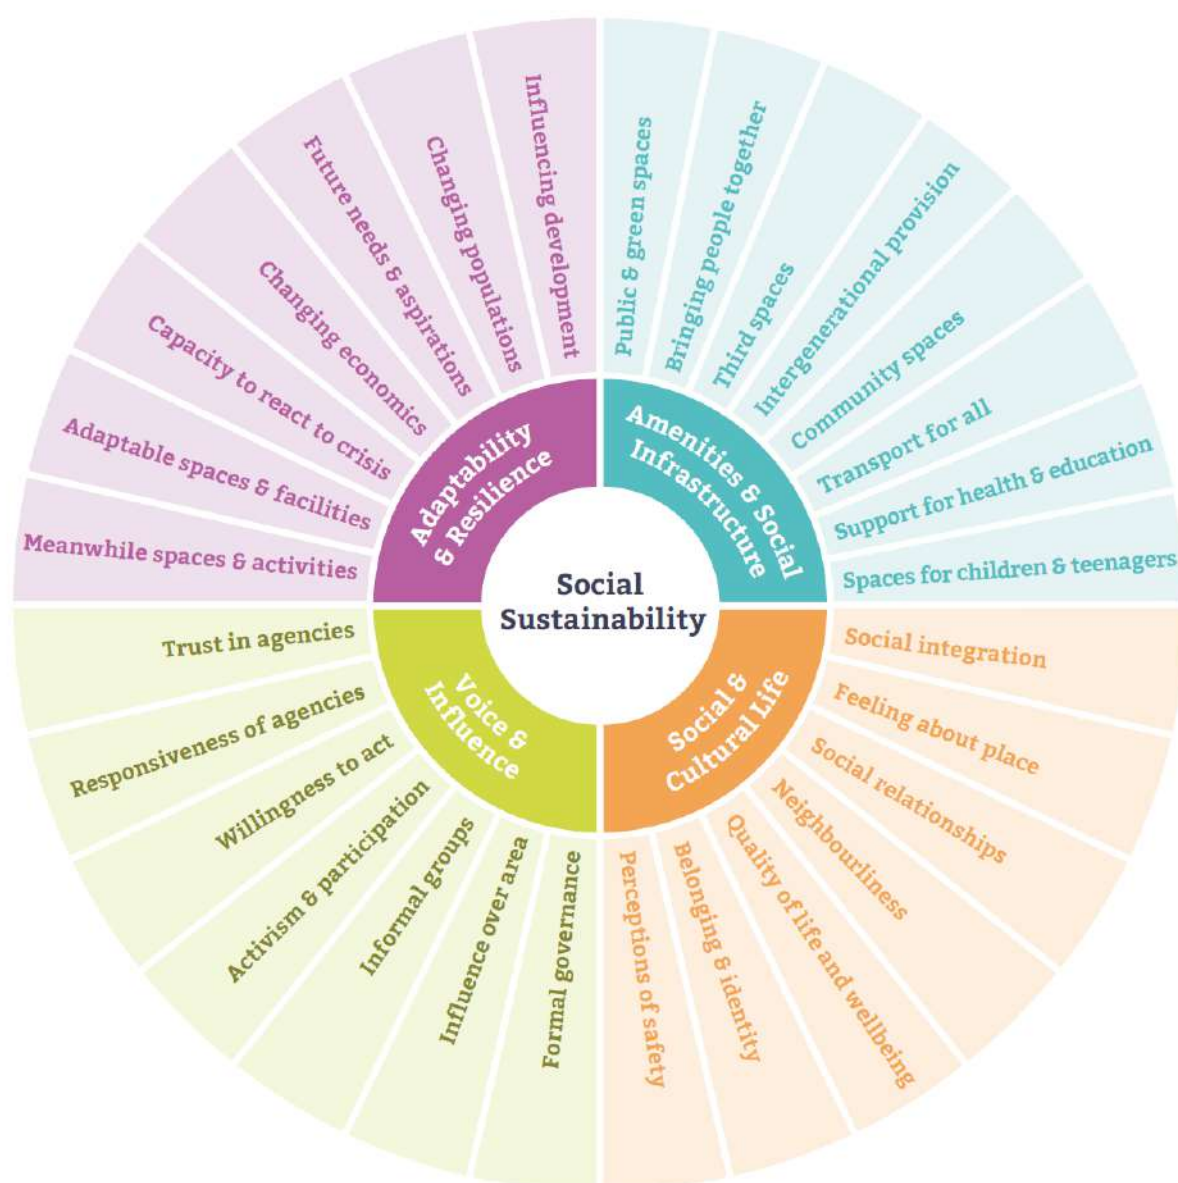 Social
Sustainability
Amenities & Social
Infrastructure
Public & green spaces
Bringing people together
Third spaces
Intergenerational provision
Community spaces
Transport for all
Support for health & education
Spaces for children & teenagers
Social &
Cultural Life
Social integration
Feeling about place
Social relationships
Neighbourliness
Quality of life and wellbeing
Belonging & identity
Perceptions of safety
Voice &
Influence
Formal governance
Influence over area
Informal groups
Activism & participation
Willingness to act
Responsiveness of agencies
Trust in agencies
Adaptability
& Resilience
Meanwhile spaces & activities
Adaptable spaces & facilities
Capacity to react to crisis
Changing economics
Future needs & aspirations
Changing populations
Influencing development